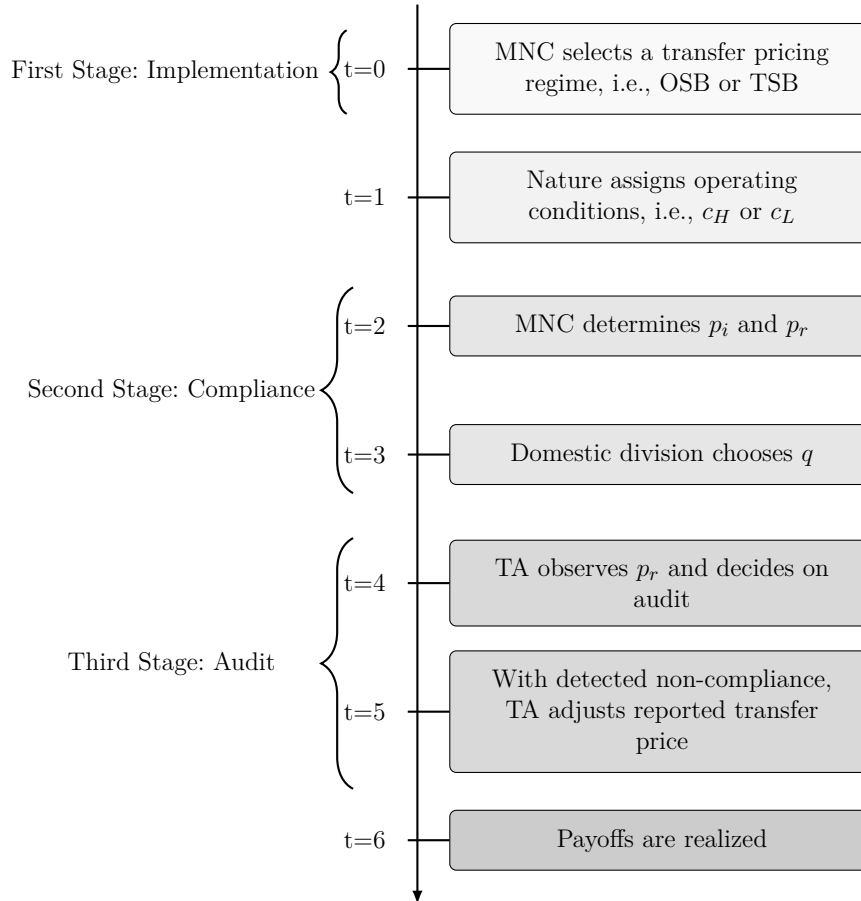 First Stage: Implementation
t=0
MNC selects a transfer pricing
regime, i.e., OSB or TSB
t=1
Nature assigns operating
conditions, i.e., c_H or c_L
Second Stage: Compliance
t=2
MNC determines p_i and p_r
t=3
Domestic division chooses q
Third Stage: Audit
t=4
TA observes p_r and decides on
audit
t=5
With detected non-compliance,
TA adjusts reported transfer
price
t=6
Payoffs are realized